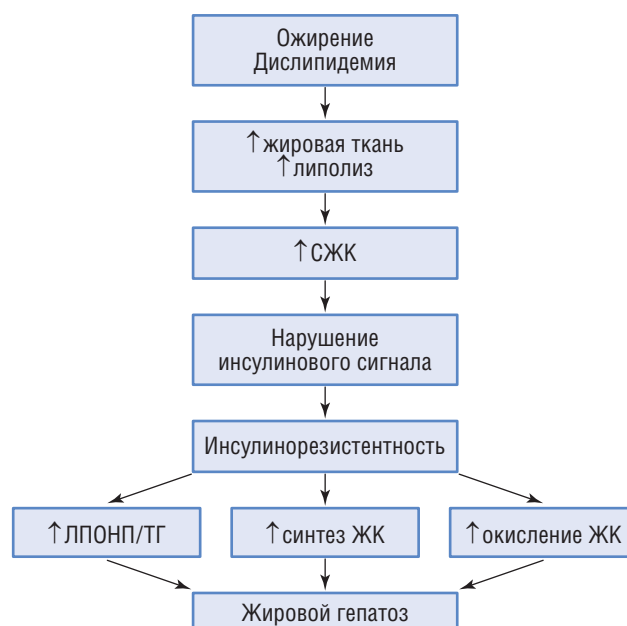 Ожирение
Дислипидемия
↑жировая ткань
↑липолиз
↑СЖК
Нарушение
инсулинового сигнала
Инсулинорезистентность
↑ЛПОНП/ТГ
↑синтез ЖК
↑окисление ЖК
Жировой гепатоз